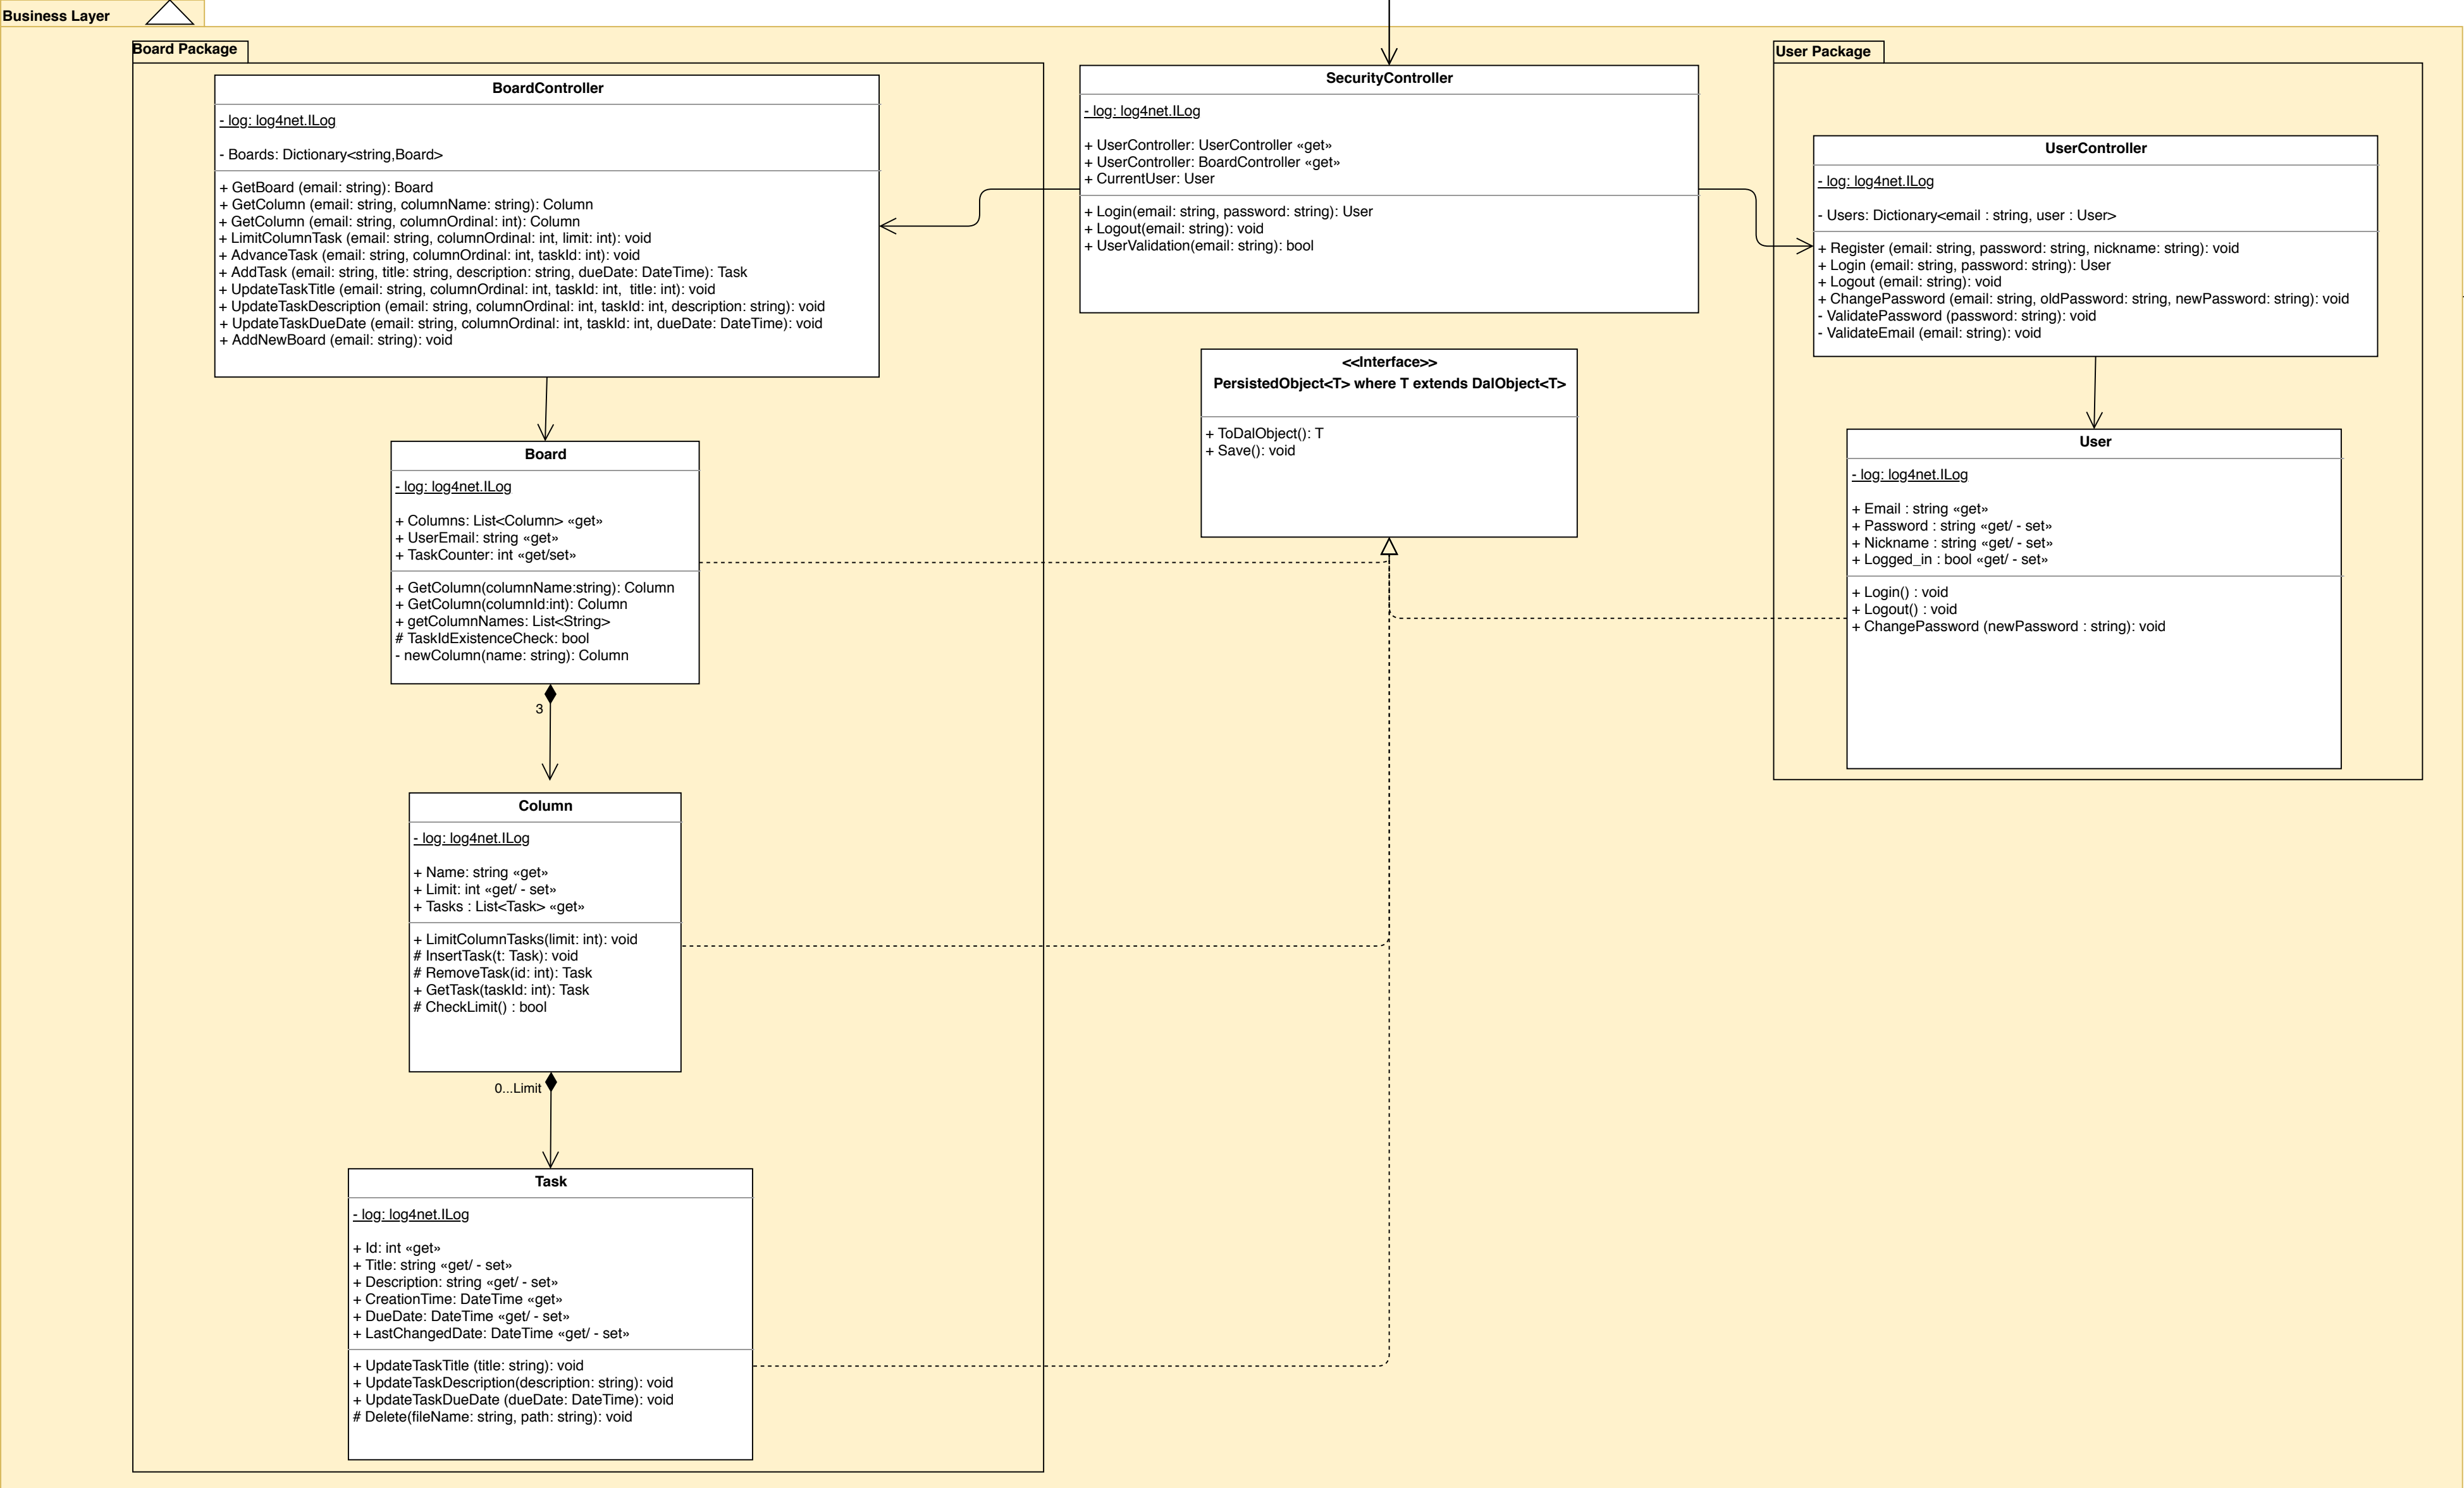 Business Layer
Board Package
BoardController
- log: log4net.ILog
- Boards: Dictionary<string,Board>
+ GetBoard (email: string): Board
+ GetColumn (email: string, columnName: string): Column
+ GetColumn (email: string, columnOrdinal: int): Column
+ LimitColumnTask (email: string, columnOrdinal: int, limit: int): void
+ AdvanceTask (email: string, columnOrdinal: int, taskId: int): void
+ AddTask (email: string, title: string, description: string, dueDate: DateTime): Task
+ UpdateTaskTitle (email: string, columnOrdinal: int, taskId: int,  title: int): void
+ UpdateTaskDescription (email: string, columnOrdinal: int, taskId: int, description: string): void
+ UpdateTaskDueDate (email: string, columnOrdinal: int, taskId: int, dueDate: DateTime): void
+ AddNewBoard (email: string): void
Board
- log: log4net.ILog
+ Columns: List<Column> «get»
+ UserEmail: string «get»
+ TaskCounter: int «get/set»
+ GetColumn(columnName:string): Column
+ GetColumn(columnId:int): Column
+ getColumnNames: List<String>
# TaskIdExistenceCheck: bool
- newColumn(name: string): Column
3
Column
- log: log4net.ILog
+ Name: string «get»
+ Limit: int «get/ - set»
+ Tasks : List<Task> «get»
+ LimitColumnTasks(limit: int): void
# InsertTask(t: Task): void
# RemoveTask(id: int): Task
+ GetTask(taskId: int): Task
# CheckLimit() : bool
0...Limit
Task
- log: log4net.ILog
+ Id: int «get»
+ Title: string «get/ - set»
+ Description: string «get/ - set»
+ CreationTime: DateTime «get»
+ DueDate: DateTime «get/ - set»
+ LastChangedDate: DateTime «get/ - set»
+ UpdateTaskTitle (title: string): void
+ UpdateTaskDescription(description: string): void
+ UpdateTaskDueDate (dueDate: DateTime): void
# Delete(fileName: string, path: string): void
SecurityController
- log: log4net.ILog
+ UserController: UserController «get»
+ UserController: BoardController «get»
+ CurrentUser: User
+ Login(email: string, password: string): User
+ Logout(email: string): void
+ UserValidation(email: string): bool
<<Interface>>
PersistedObject<T> where T extends DalObject<T>
+ ToDalObject(): T
+ Save(): void
User Package
UserController
- log: log4net.ILog
- Users: Dictionary<email : string, user : User>
+ Register (email: string, password: string, nickname: string): void
+ Login (email: string, password: string): User
+ Logout (email: string): void
+ ChangePassword (email: string, oldPassword: string, newPassword: string): void
- ValidatePassword (password: string): void
- ValidateEmail (email: string): void
User
- log: log4net.ILog
+ Email : string «get»
+ Password : string «get/ - set»
+ Nickname : string «get/ - set»
+ Logged_in : bool «get/ - set»
+ Login() : void
+ Logout() : void
+ ChangePassword (newPassword : string): void